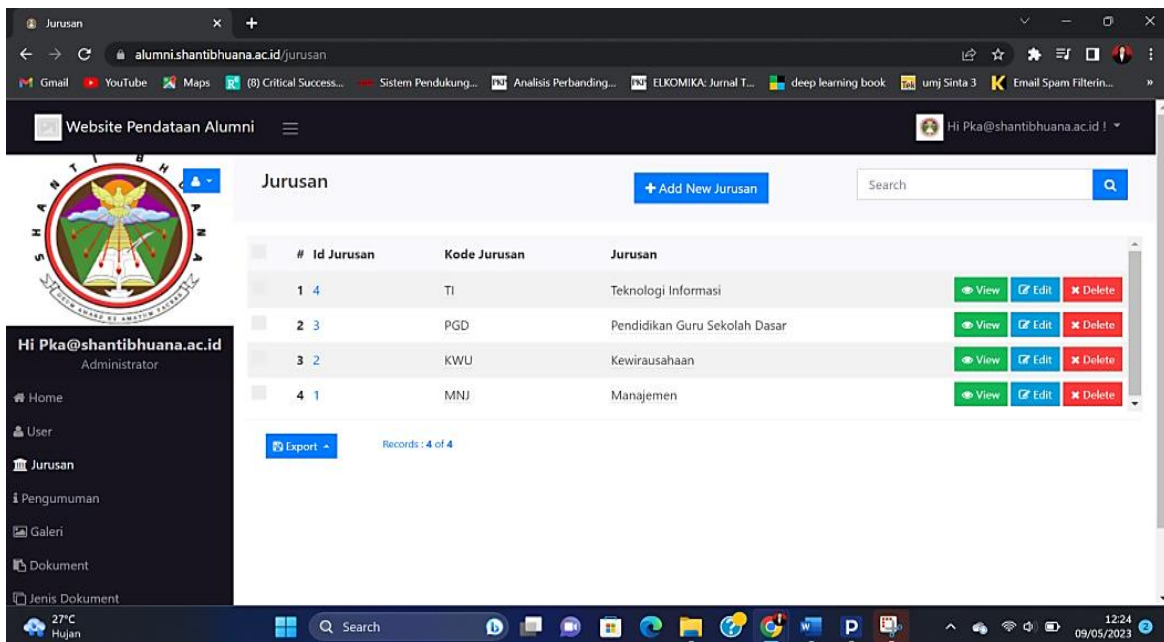 Jurusan
alumni.shantibhuana.ac.id/jurusan
Gmail YouTube Maps (8) Critical Success... Sistem Pendukung... Analisis Perbanding... ELKOMIKA: Jurnal T... deep learning book umj Sinta 3 Email Spam Filterin... »
Website Pendataan Alumni
Hi Pka@shantibhuana.ac.id !
SHANTI BHUANA
Hi Pka@shantibhuana.ac.id
Administrator
Home
User
Jurusan
Pengumuman
Galeri
Dokument
Jenis Dokument
Jurusan
+ Add New Jurusan
Search
# Id Jurusan Kode Jurusan Jurusan
1 4 TI Teknologi Informasi View Edit Delete
2 3 PGD Pendidikan Guru Sekolah Dasar View Edit Delete
3 2 KWU Kewirausahaan View Edit Delete
4 1 MNJ Manajemen View Edit Delete
Export
Records : 4 of 4
27°C
Hujan
Search
12:24
09/05/2023
2